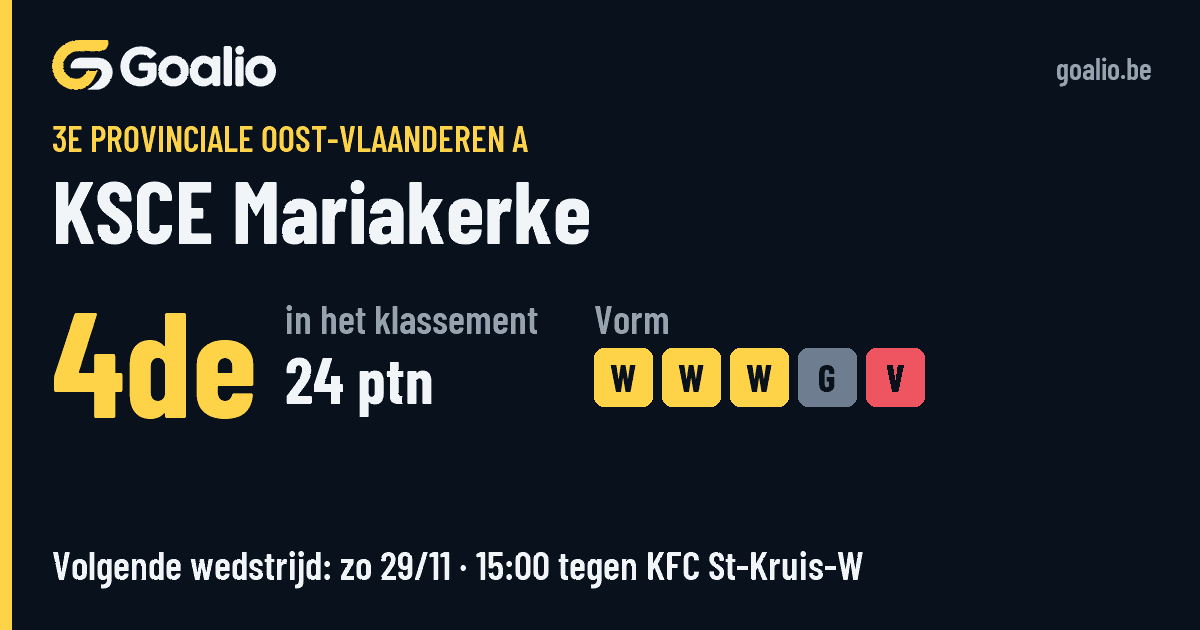 Goalio
goalio.be
3E PROVINCIALE OOST-VLAANDEREN A
KSCE Mariakerke
4de
in het klassement
24 ptn
Vorm
W W W G V
Volgende wedstrijd: zo 29/11 · 15:00 tegen KFC St-Kruis-W